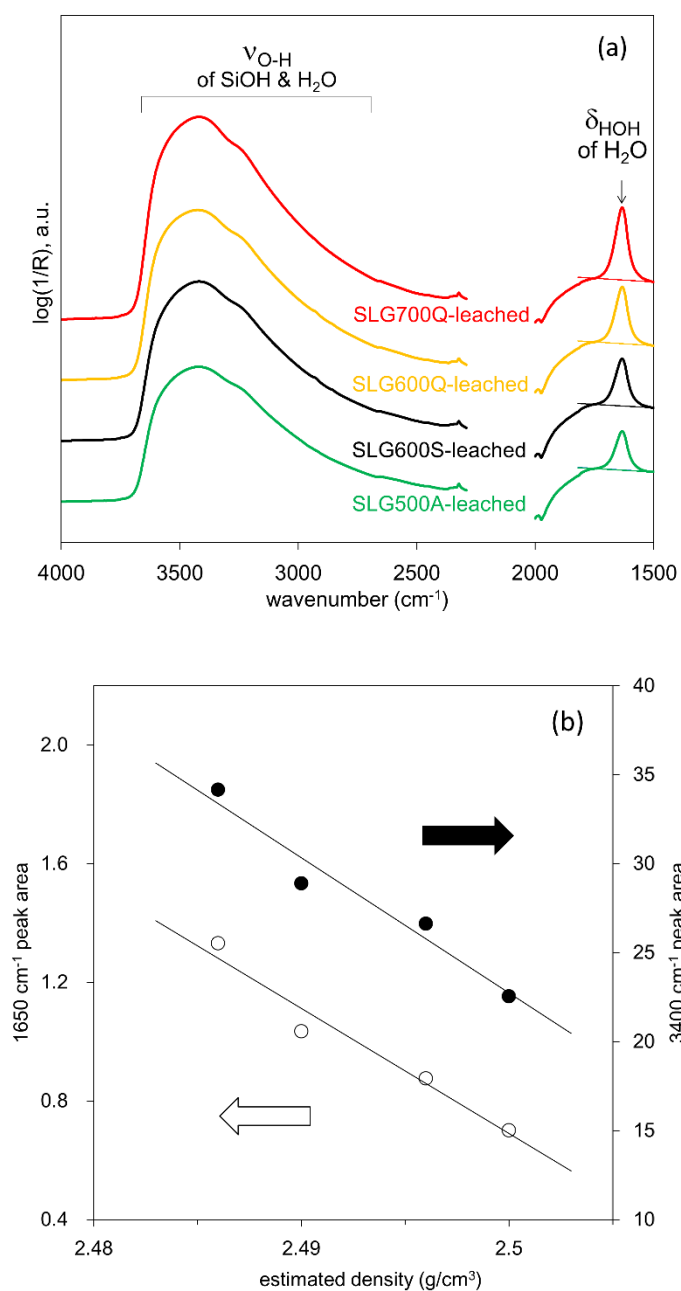 (a)
νO-H
of SiOH & H2O
δHOH
of H2O
log(1/R), a.u.
SLG700Q-leached
SLG600Q-leached
SLG600S-leached
SLG500A-leached
4000 3500 3000 2500 2000 1500
wavenumber (cm-1)
(b)
40
2.0
35
1.6
30
1.2
25
20
0.8
15
0.4
10
1650 cm-1 peak area
3400 cm-1 peak area
2.48 2.49 2.5
estimated density (g/cm3)